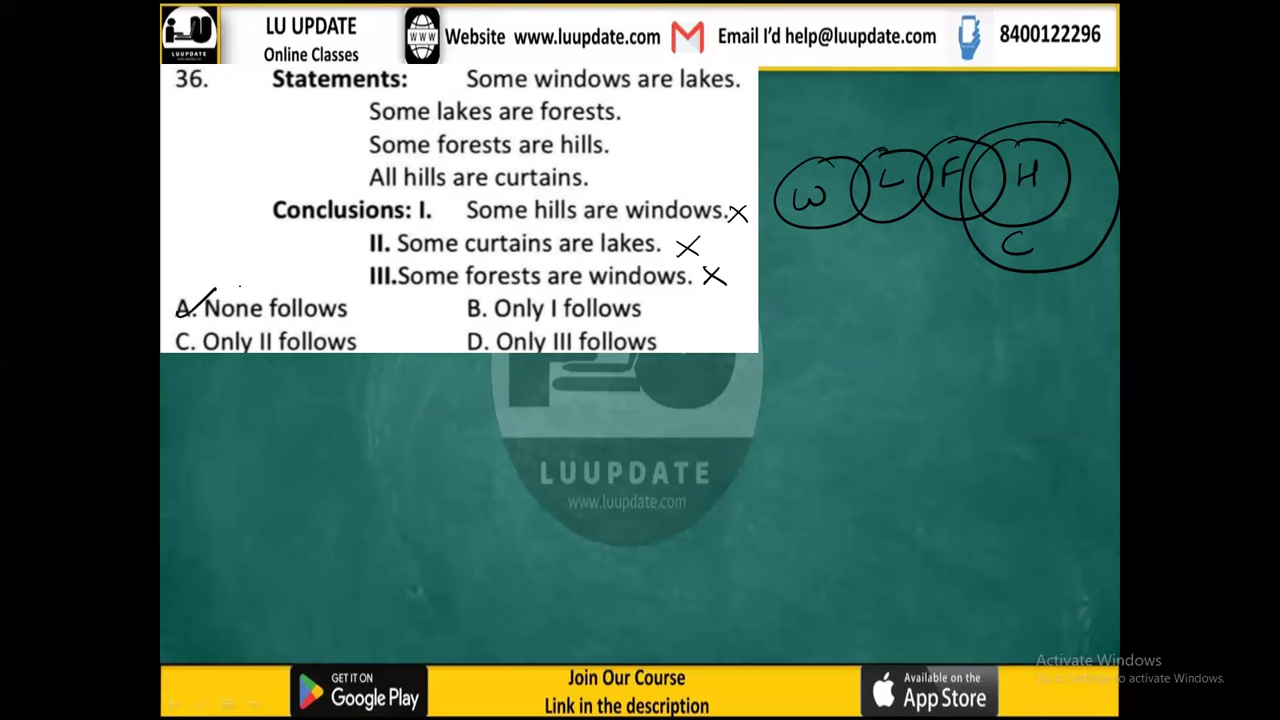 LU UPDATE
Online Classes
LUUPDATE
WWW
Website www.luupdate.com
Email I'd help@luupdate.com
8400122296
36. Statements: Some windows are lakes.
Some lakes are forests.
Some forests are hills.
All hills are curtains.
Conclusions: I. Some hills are windows.
II. Some curtains are lakes.
III.Some forests are windows.
A. None follows B. Only I follows
C. Only II follows D. Only III follows
W L F H
C
LUUPDATE
www.luupdate.com
Activate Windows
GET IT ON
Google Play
Join Our Course
Link in the description
Available on the
App Store